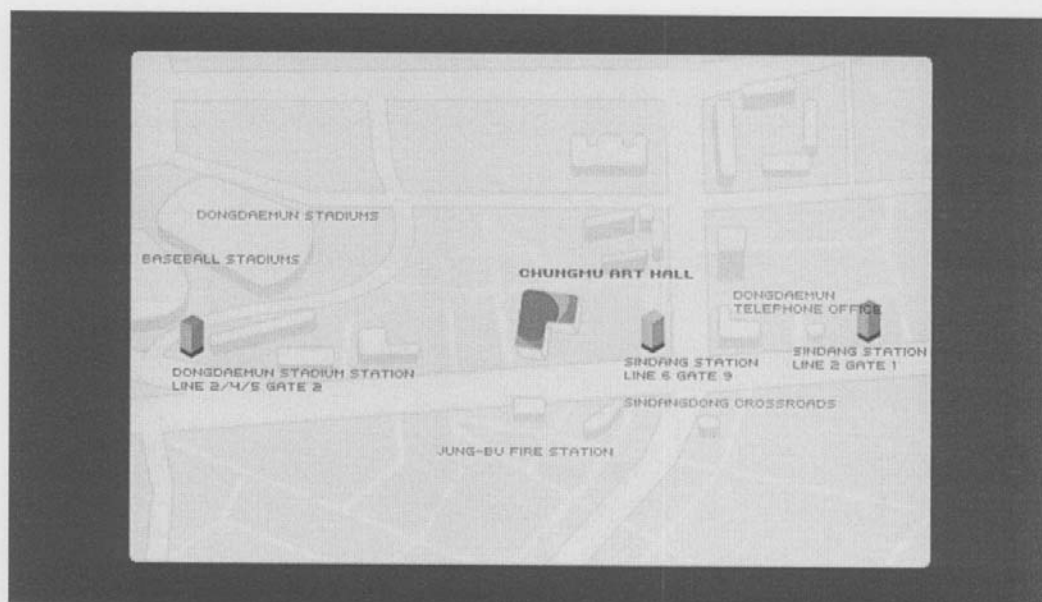 DONGDAEMUN STADIUMS
BASEBALL STADIUMS
CHUNGMU ART HALL
DONGDAEMUN
TELEPHONE OFFICE
DONGDAEMUN STADIUM STATION
LINE 2/4/5 GATE 2
SINDANG STATION
LINE 6 GATE 9
SINDANG STATION
LINE 2 GATE 1
SINDANGDONG CROSSROADS
JUNG-BU FIRE STATION